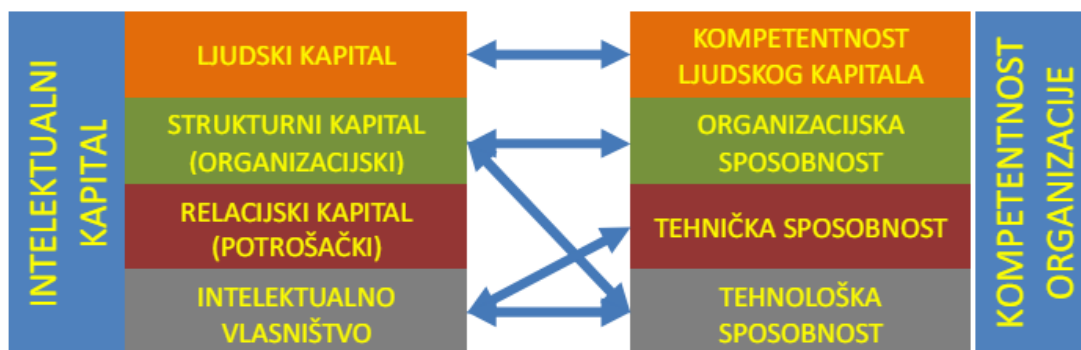 INTELEKTUALNI
KAPITAL
LJUDSKI KAPITAL
STRUKTURNI KAPITAL
(ORGANIZACIJSKI)
RELACIJSKI KAPITAL
(POTROŠAČKI)
INTELEKTUALNO
VLASNIŠTVO
KOMPETENTNOST
LJUDSKOG KAPITALA
ORGANIZACIJSKA
SPOSOBNOST
TEHNIČKA SPOSOBNOST
TEHNOLOŠKA
SPOSOBNOST
KOMPETENTNOST
ORGANIZACIJE